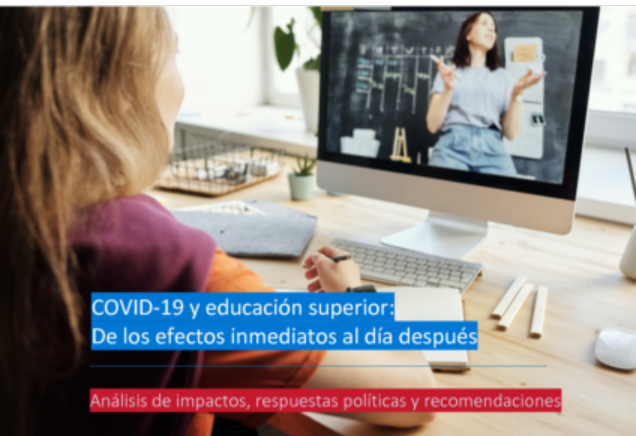 COVID-19 y educación superior:
De los efectos inmediatos al día después
Análisis de impactos, respuestas políticas y recomendaciones